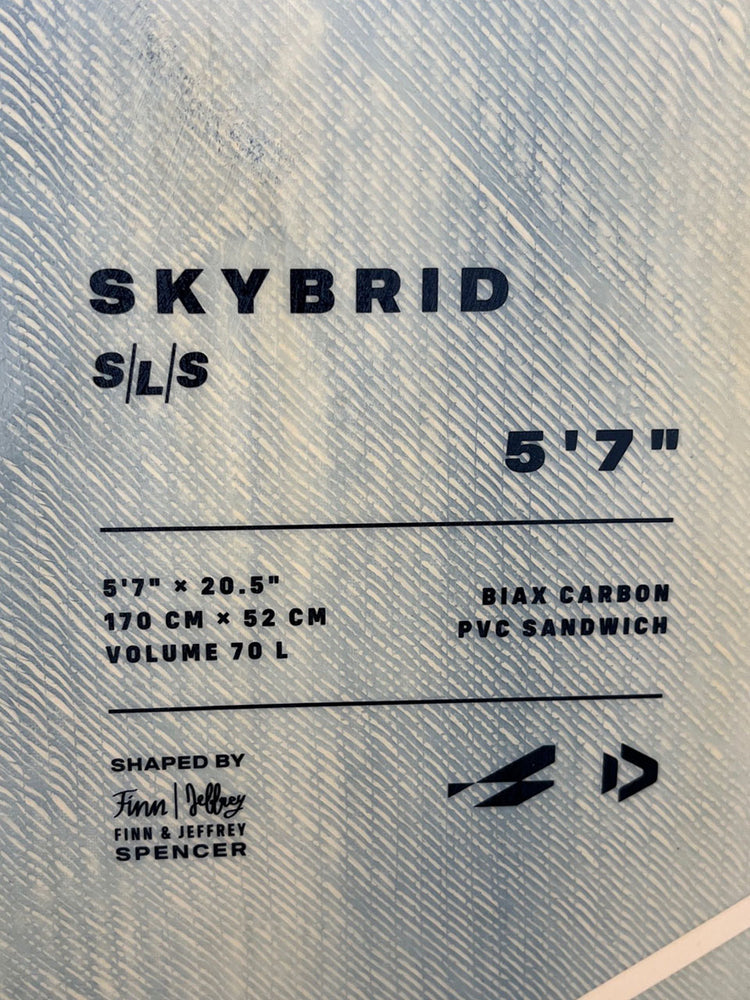 SKYBRID
S/L/S
5'7"
5'7" × 20.5"
170 CM × 52 CM
VOLUME 70 L
BIAX CARBON
PVC SANDWICH
SHAPED BY
Finn | Jeffrey
FINN & JEFFREY
SPENCER